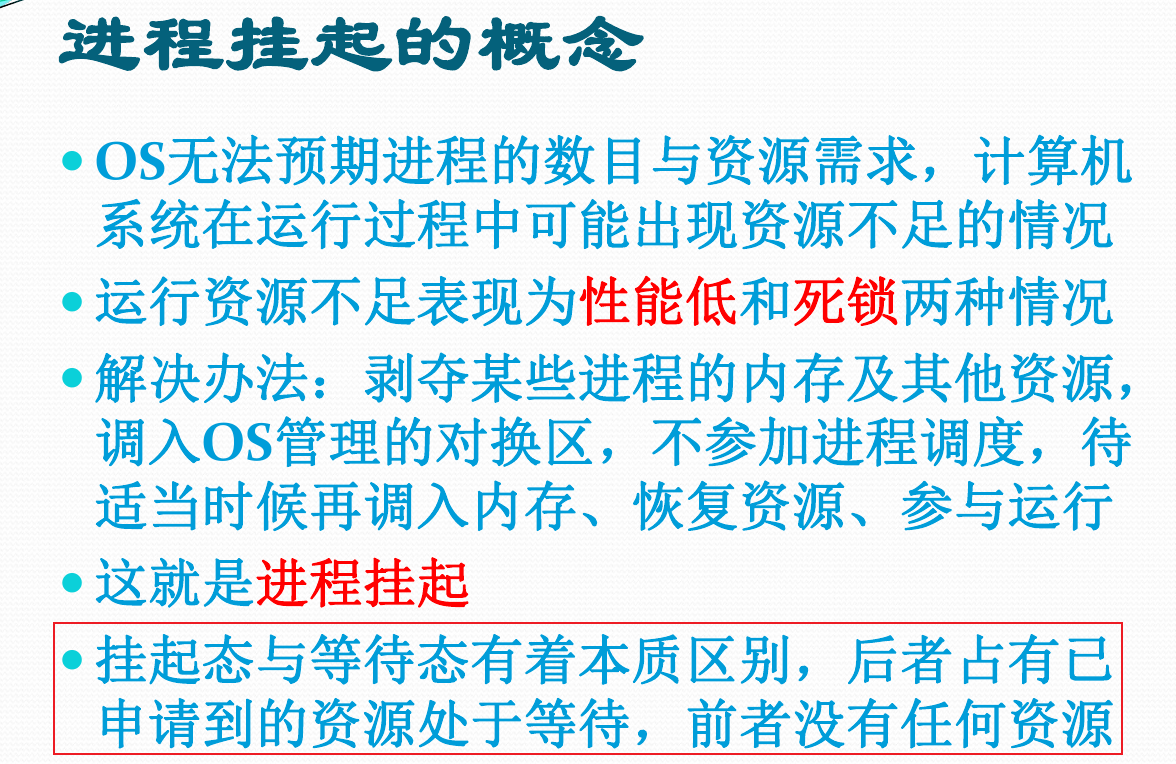 进程挂起的概念
OS无法预期进程的数目与资源需求，计算机
系统在运行过程中可能出现资源不足的情况
运行资源不足表现为性能低和死锁两种情况
解决办法：剥夺某些进程的内存及其他资源，
调入OS管理的对换区，不参加进程调度，待
适当时候再调入内存、恢复资源、参与运行
这就是进程挂起
挂起态与等待态有着本质区别，后者占有已
申请到的资源处于等待，前者没有任何资源